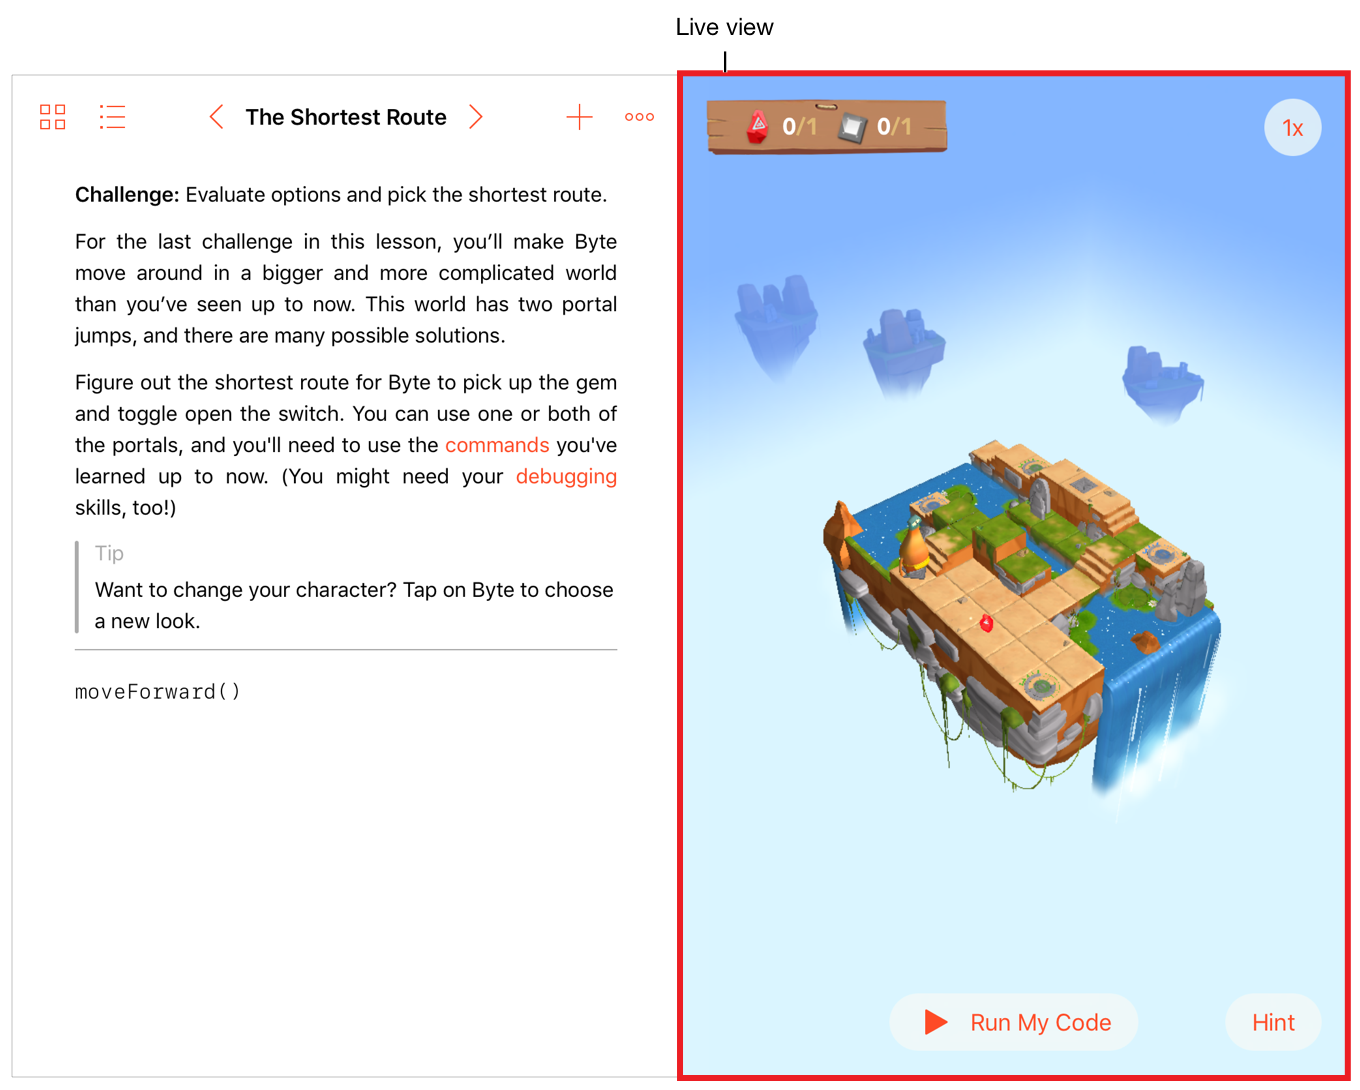 Live view
The Shortest Route
0/1 0/1
1x
Challenge: Evaluate options and pick the shortest route.
For the last challenge in this lesson, you’ll make Byte
move around in a bigger and more complicated world
than you’ve seen up to now. This world has two portal
jumps, and there are many possible solutions.
Figure out the shortest route for Byte to pick up the gem
and toggle open the switch. You can use one or both of
the portals, and you'll need to use the commands you've
learned up to now. (You might need your debugging
skills, too!)
Tip
Want to change your character? Tap on Byte to choose
a new look.
moveForward()
Run My Code
Hint